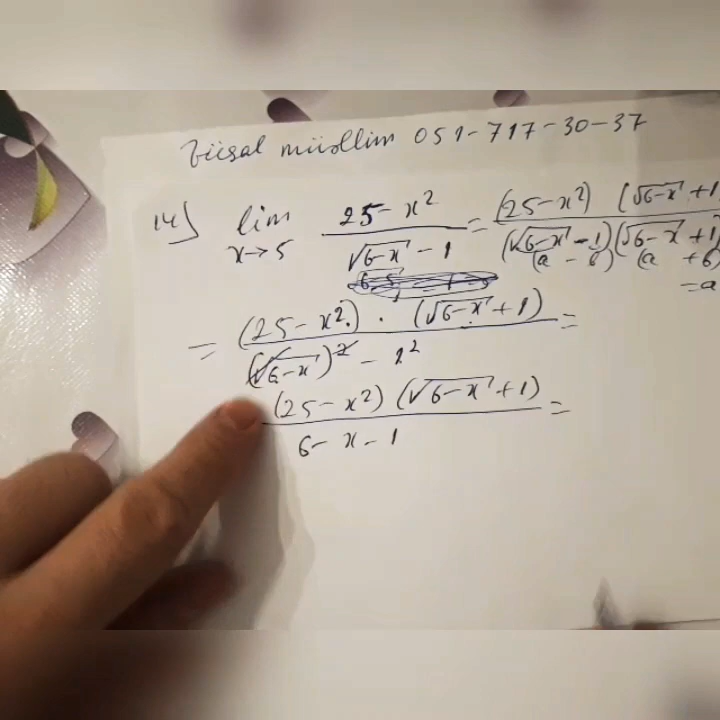 Vüsal müəllim 051-717-30-37
14) lim x→5 25-x² / √6-x - 1 = (25-x²) (√6-x + 1 / (√6-x - 1)(√6-x + 1
(a - b) (a + b)
= a
= (25-x²) · (√6-x + 1) / (√6-x)² - 1² =
(25-x²) (√6-x + 1) / 6-x-1 =